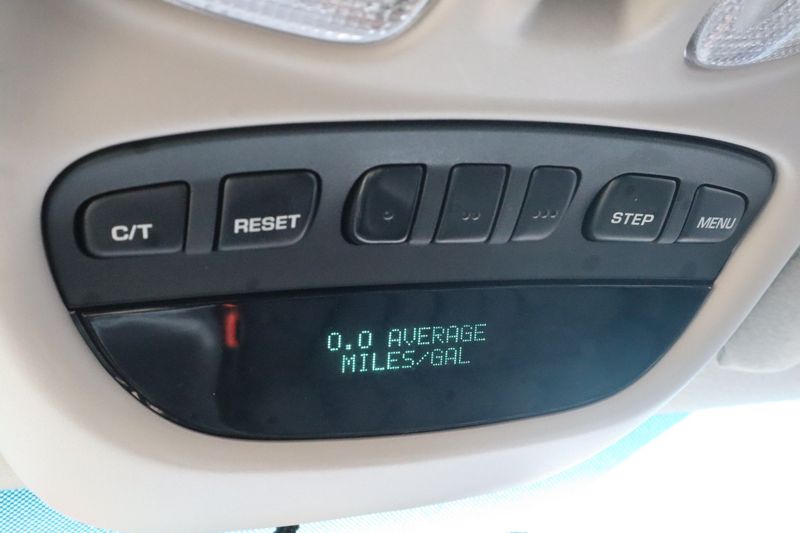 C/T RESET STEP MENU
0.0 AVERAGE
MILES/GAL